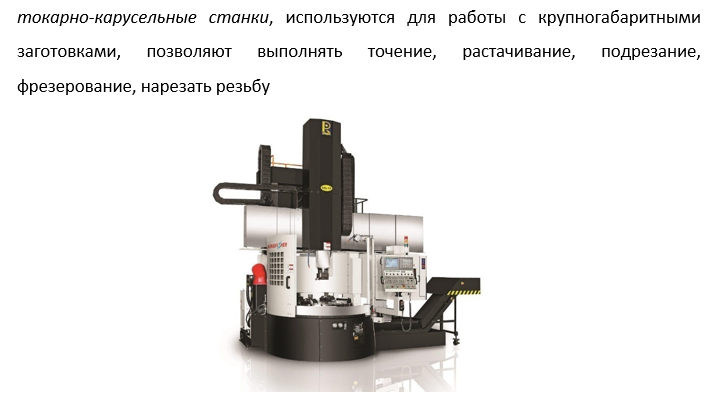 токарно-карусельные станки, используются для работы с крупногабаритными
заготовками, позволяют выполнять точение, растачивание, подрезание,
фрезерование, нарезать резьбу